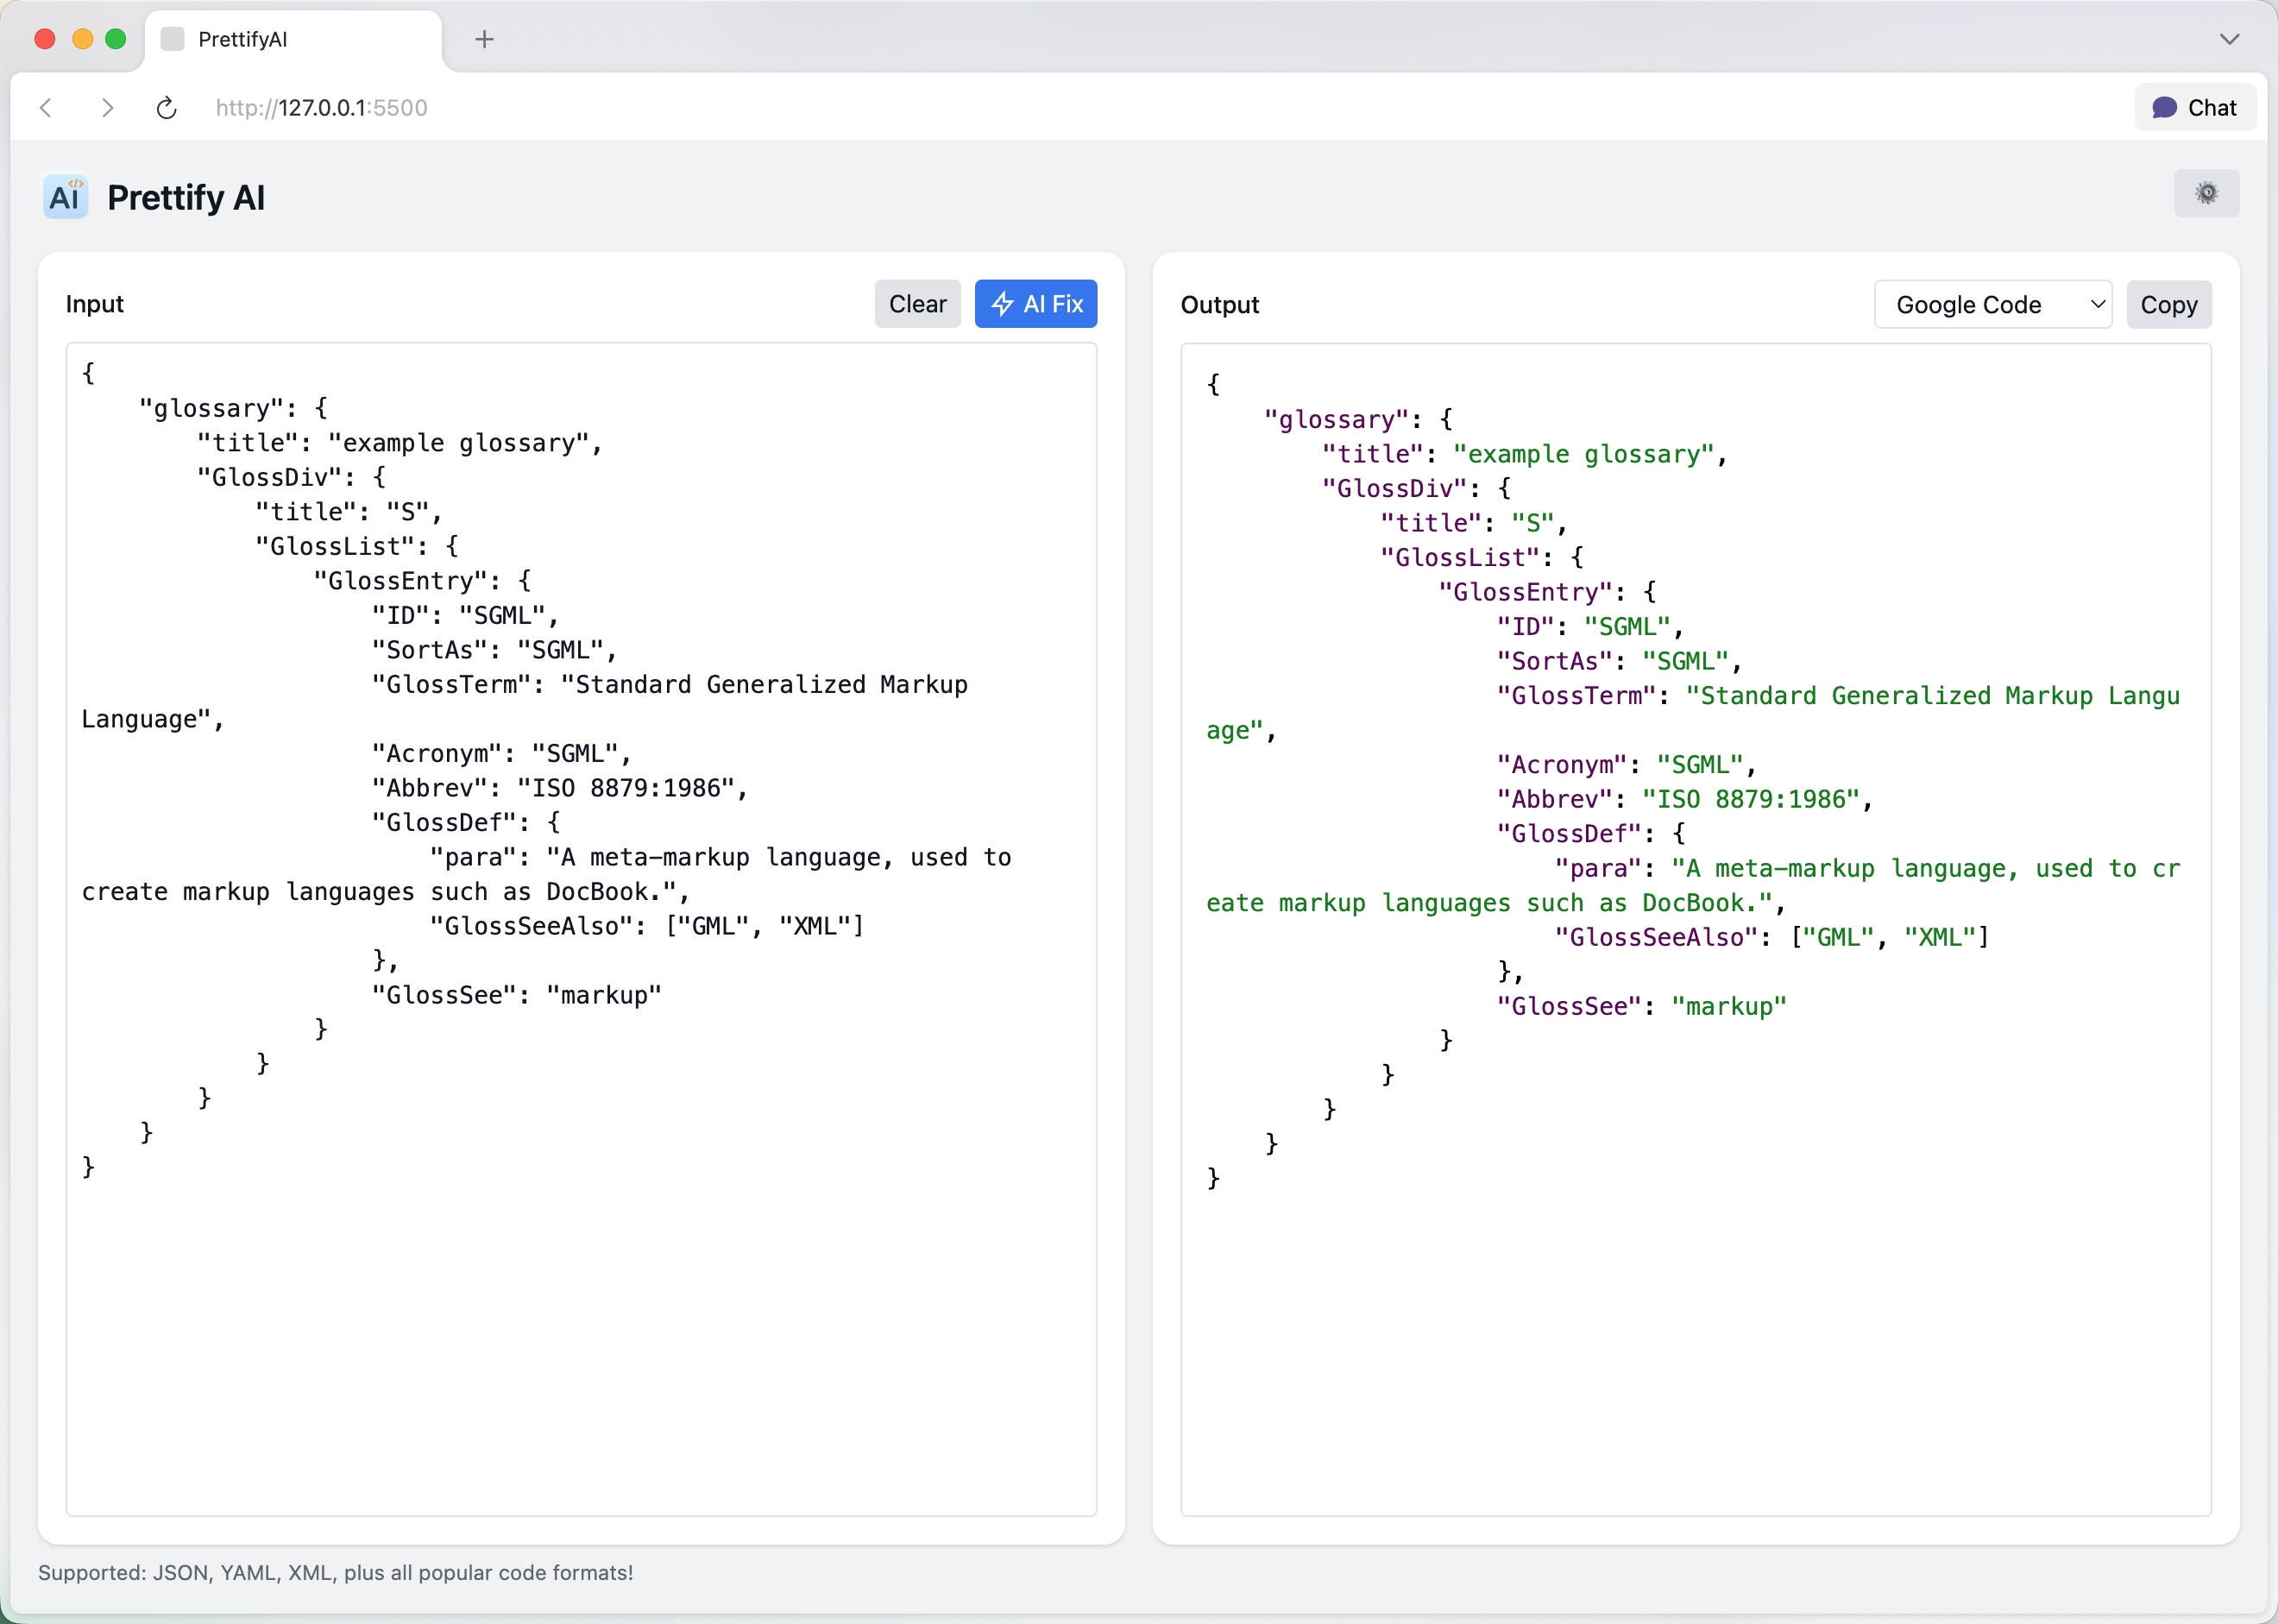 PrettifyAI
http://127.0.0.1:5500
Chat
AI </>
Prettify AI
Input
Clear
AI Fix
{
    "glossary": {
        "title": "example glossary",
        "GlossDiv": {
            "title": "S",
            "GlossList": {
                "GlossEntry": {
                    "ID": "SGML",
                    "SortAs": "SGML",
                    "GlossTerm": "Standard Generalized Markup
Language",
                    "Acronym": "SGML",
                    "Abbrev": "ISO 8879:1986",
                    "GlossDef": {
                        "para": "A meta-markup language, used to
create markup languages such as DocBook.",
                        "GlossSeeAlso": ["GML", "XML"]
                    },
                    "GlossSee": "markup"
                }
            }
        }
    }
}
Output
Google Code
Copy
{
    "glossary": {
        "title": "example glossary",
        "GlossDiv": {
            "title": "S",
            "GlossList": {
                "GlossEntry": {
                    "ID": "SGML",
                    "SortAs": "SGML",
                    "GlossTerm": "Standard Generalized Markup Langu
age",
                    "Acronym": "SGML",
                    "Abbrev": "ISO 8879:1986",
                    "GlossDef": {
                        "para": "A meta-markup language, used to cr
eate markup languages such as DocBook.",
                        "GlossSeeAlso": ["GML", "XML"]
                    },
                    "GlossSee": "markup"
                }
            }
        }
    }
}
Supported: JSON, YAML, XML, plus all popular code formats!